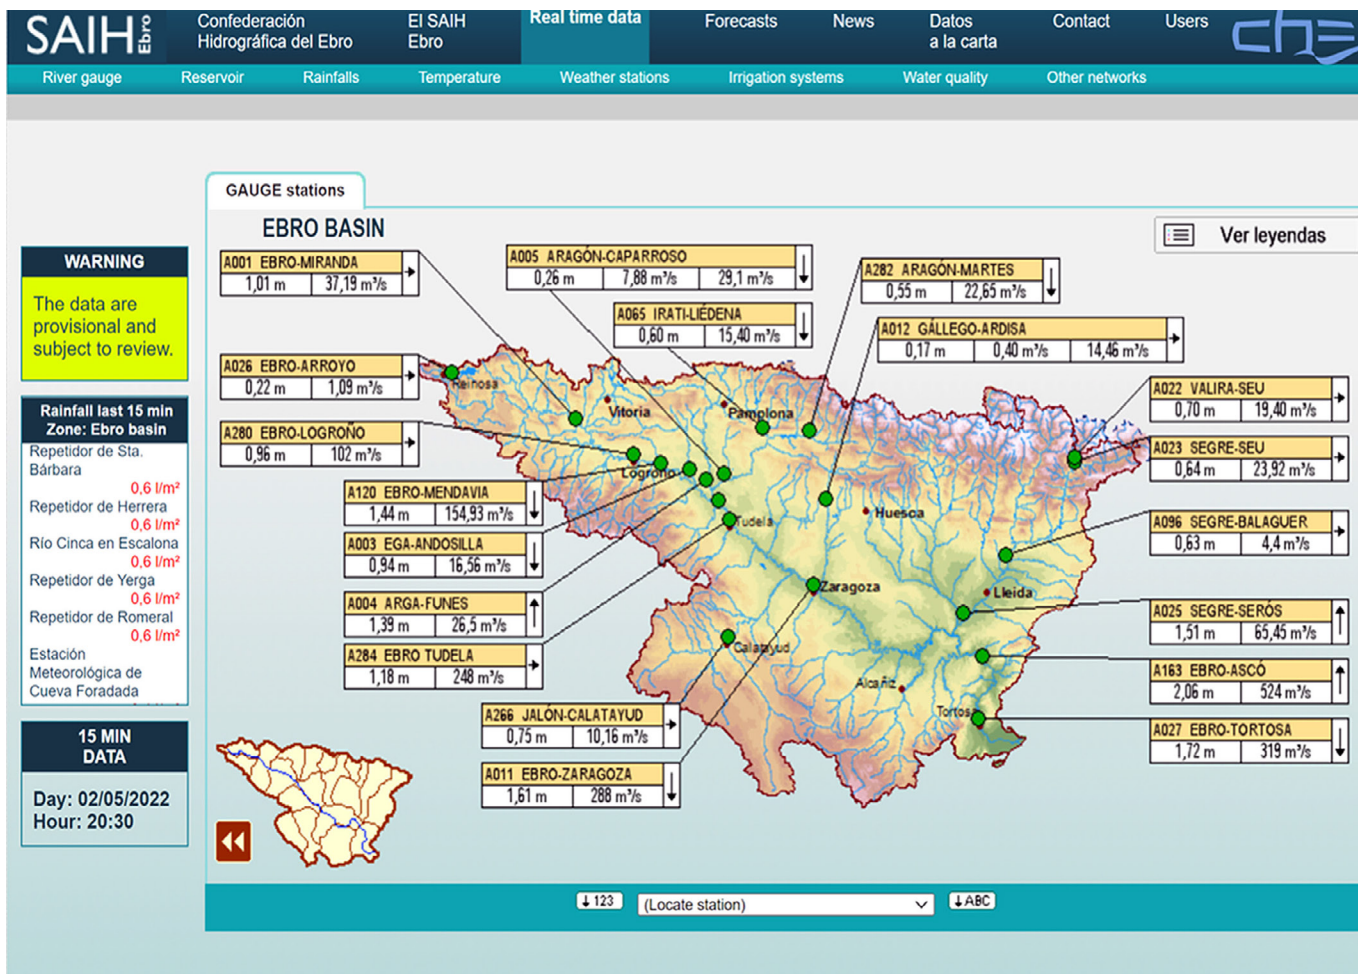 SAIH Ebro
Confederación
Hidrográfica del Ebro
El SAIH
Ebro
Real time data
Forecasts
News
Datos
a la carta
Contact
Users
che
River gauge
Reservoir
Rainfalls
Temperature
Weather stations
Irrigation systems
Water quality
Other networks
GAUGE stations
EBRO BASIN
Ver leyendas
WARNING
The data are
provisional and
subject to review.
Rainfall last 15 min
Zone: Ebro basin
Repetidor de Sta.
Bárbara
0,6 l/m²
Repetidor de Herrera
0,6 l/m²
Río Cinca en Escalona
0,6 l/m²
Repetidor de Yerga
0,6 l/m²
Repetidor de Romeral
0,6 l/m²
Estación
Meteorológica de
Cueva Foradada
15 MIN
DATA
Day: 02/05/2022
Hour: 20:30
A001 EBRO-MIRANDA
1,01 m 37,19 m³/s
A005 ARAGÓN-CAPARROSO
0,26 m 7,88 m³/s 29,1 m³/s
A282 ARAGÓN-MARTES
0,55 m 22,65 m³/s
A065 IRATI-LIÉDENA
0,60 m 15,40 m³/s
A012 GÁLLEGO-ARDISA
0,17 m 0,40 m³/s 14,46 m³/s
A026 EBRO-ARROYO
0,22 m 1,09 m³/s
A022 VALIRA-SEU
0,70 m 19,40 m³/s
A280 EBRO-LOGROÑO
0,96 m 102 m³/s
A023 SEGRE-SEU
0,64 m 23,92 m³/s
A120 EBRO-MENDAVIA
1,44 m 154,93 m³/s
A096 SEGRE-BALAGUER
0,63 m 4,4 m³/s
A003 EGA-ANDOSILLA
0,94 m 16,56 m³/s
A004 ARGA-FUNES
1,39 m 26,5 m³/s
A025 SEGRE-SERÓS
1,51 m 65,45 m³/s
A284 EBRO TUDELA
1,18 m 248 m³/s
A163 EBRO-ASCÓ
2,06 m 524 m³/s
A266 JALÓN-CALATAYUD
0,75 m 10,16 m³/s
A027 EBRO-TORTOSA
1,72 m 319 m³/s
A011 EBRO-ZARAGOZA
1,61 m 288 m³/s
Reinosa
Vitoria
Pamplona
Logroño
Huesca
Tudela
Zaragoza
Lleida
Calatayud
Alcañiz
Tortosa
123
(Locate station)
ABC